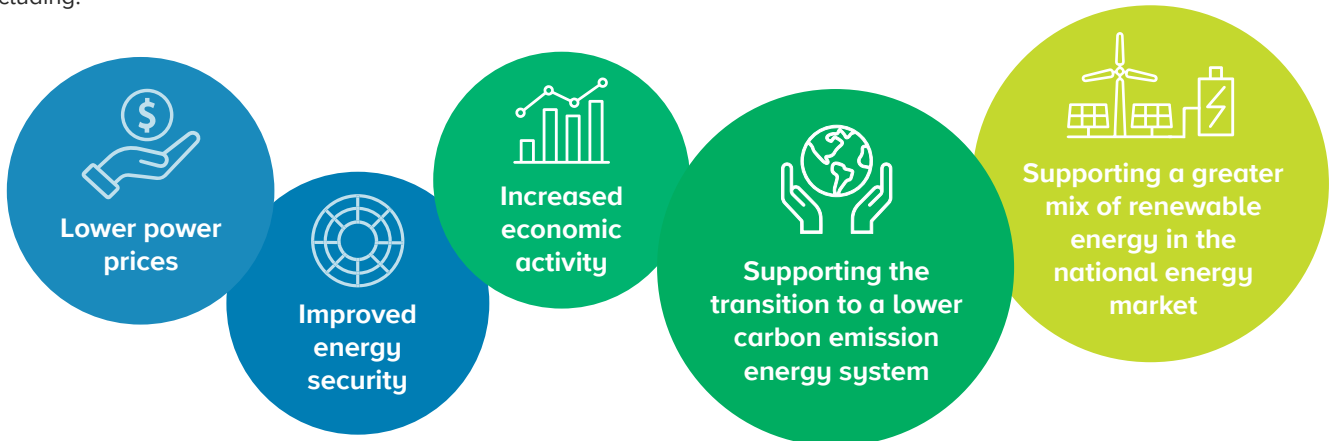 cluding:
$
Lower power
prices
Improved
energy
security
Increased
economic
activity
Supporting the
transition to a lower
carbon emission
energy system
Supporting a greater
mix of renewable
energy in the
national energy
market